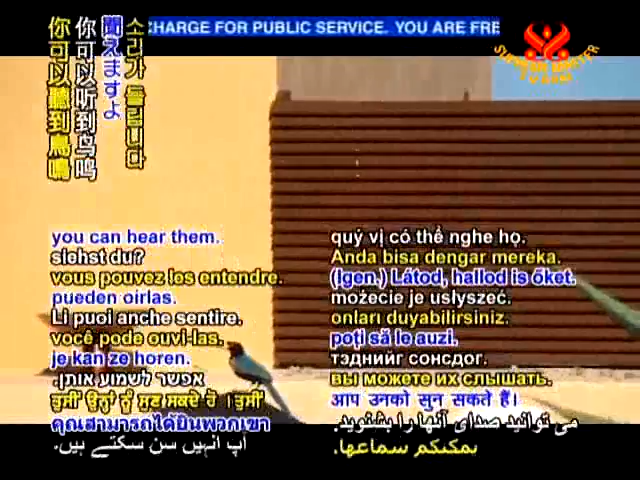 CHARGE FOR PUBLIC SERVICE. YOU ARE FRE
SUPREME MASTER
소리가 들립니다
聞えますよ
你可以听到鸟鸣
你可以聽到鳥鳴
you can hear them.
siehst du?
vous pouvez les entendre.
pueden oírlas.
Li puoi anche sentire.
você pode ouvi-las.
je kan ze horen.
אפשר לשמוע אותן.
ਤੁਸੀਂ ਉਨ੍ਹਾਂ ਨੂੰ ਸੁਣ ਸਕਦੇ ਹੋ । ਤੁਸੀਂ
คุณสามารถได้ยินพวกเขา
آپ انہیں سن سکتے ہیں.
quý vị có thể nghe họ.
Anda bisa dengar mereka.
(Igen.) Látod, hallod is őket.
możecie je usłyszeć.
onları duyabilirsiniz.
poți să le auzi.
тэднийг сонсдог.
вы можете их слышать.
आप उनको सुन सकते हैं।
می توانید صدای آنها را بشنوید.
يمكنكم سماعها.